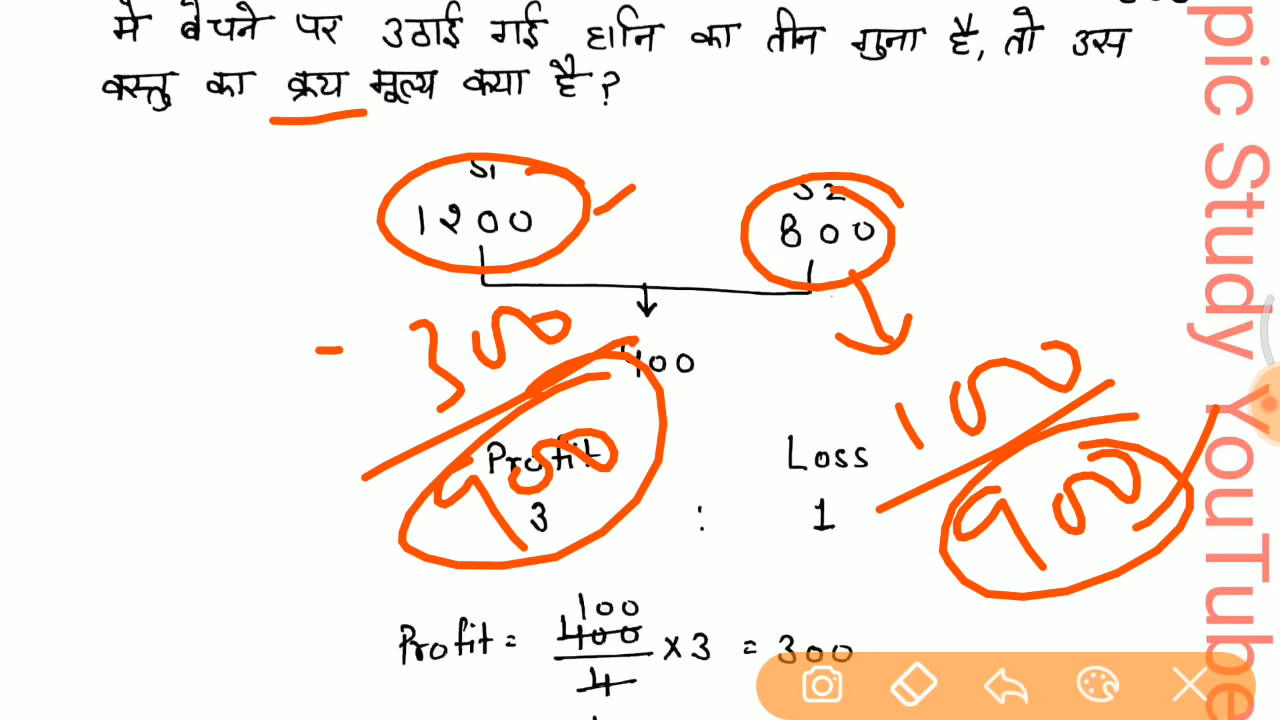 मे बेचने पर उठाई गई हानि का तीन गुना है, तो उस
वस्तु का क्रय मूल्य क्या है?
S1 S2
1200 800
- 300 400 100
Profit Loss
900 900
3 : 1
100
Profit = 400/4 × 3 = 300
1
pic Study YouTube